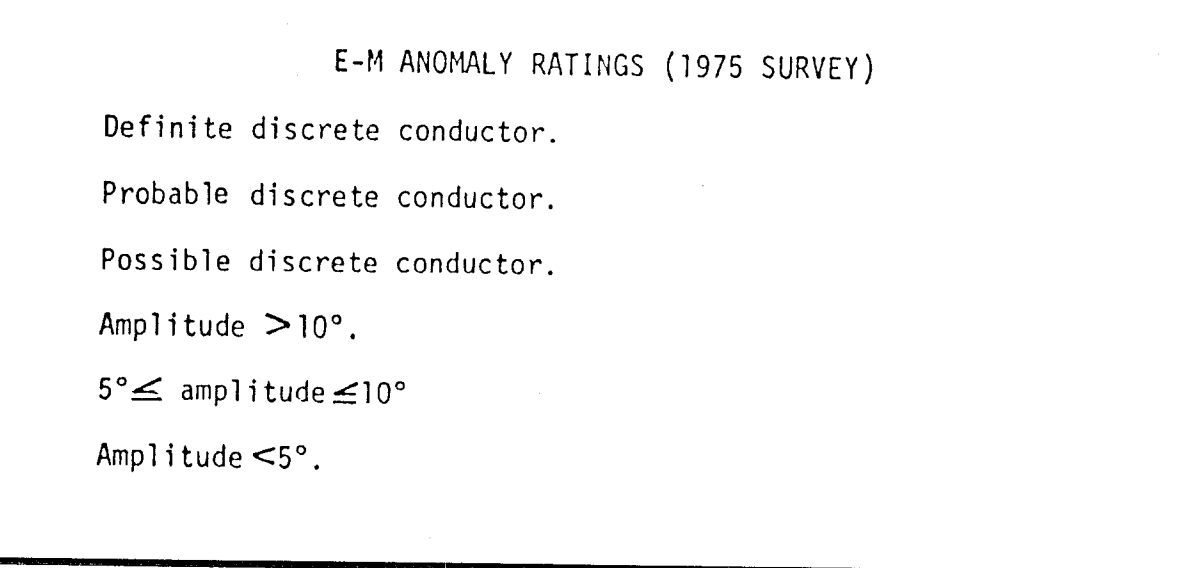 E-M ANOMALY RATINGS (1975 SURVEY)
Definite discrete conductor.
Probable discrete conductor.
Possible discrete conductor.
Amplitude >10°.
5°≤ amplitude≤10°
Amplitude<5°.